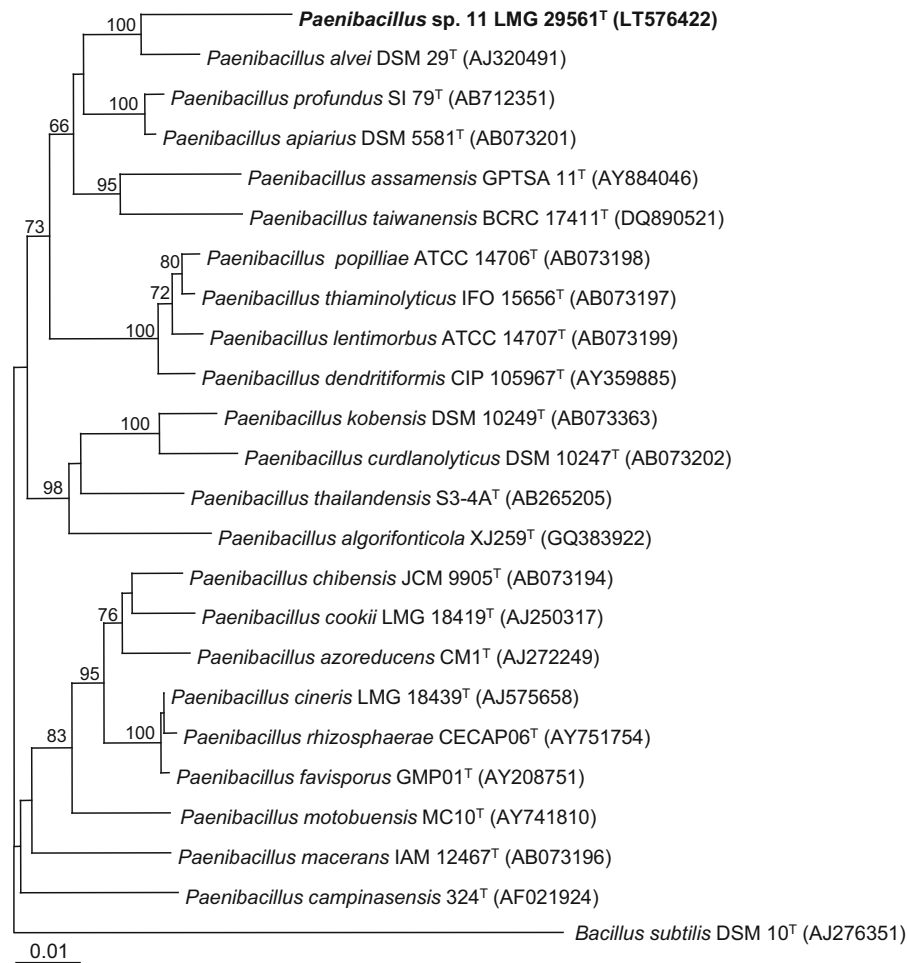 100 Paenibacillus sp. 11 LMG 29561ᵀ (LT576422)
Paenibacillus alvei DSM 29ᵀ (AJ320491)
100 Paenibacillus profundus SI 79ᵀ (AB712351)
66 Paenibacillus apiarius DSM 5581ᵀ (AB073201)
95 Paenibacillus assamensis GPTSA 11ᵀ (AY884046)
73 Paenibacillus taiwanensis BCRC 17411ᵀ (DQ890521)
80 Paenibacillus popilliae ATCC 14706ᵀ (AB073198)
72 Paenibacillus thiaminolyticus IFO 15656ᵀ (AB073197)
100 Paenibacillus lentimorbus ATCC 14707ᵀ (AB073199)
Paenibacillus dendritiformis CIP 105967ᵀ (AY359885)
100 Paenibacillus kobensis DSM 10249ᵀ (AB073363)
Paenibacillus curdlanolyticus DSM 10247ᵀ (AB073202)
98 Paenibacillus thailandensis S3-4Aᵀ (AB265205)
Paenibacillus algorifonticola XJ259ᵀ (GQ383922)
Paenibacillus chibensis JCM 9905ᵀ (AB073194)
76 Paenibacillus cookii LMG 18419ᵀ (AJ250317)
95 Paenibacillus azoreducens CM1ᵀ (AJ272249)
Paenibacillus cineris LMG 18439ᵀ (AJ575658)
83 100 Paenibacillus rhizosphaerae CECAP06ᵀ (AY751754)
Paenibacillus favisporus GMP01ᵀ (AY208751)
Paenibacillus motobuensis MC10ᵀ (AY741810)
Paenibacillus macerans IAM 12467ᵀ (AB073196)
Paenibacillus campinasensis 324ᵀ (AF021924)
Bacillus subtilis DSM 10ᵀ (AJ276351)
0.01